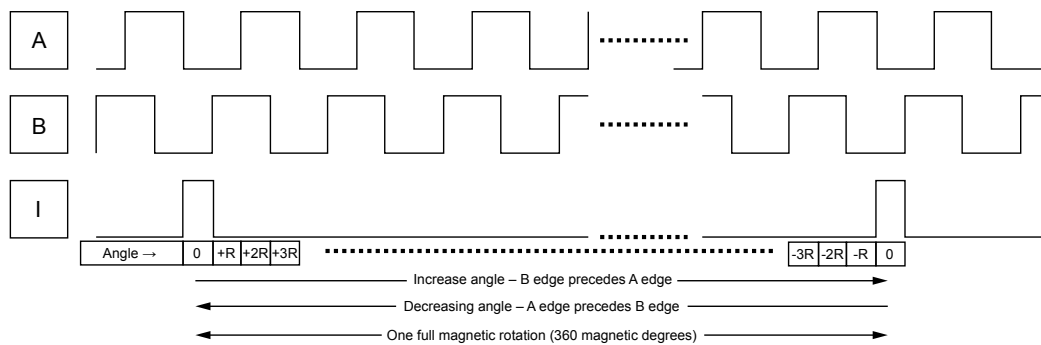 A
B
I
Angle → 0 +R +2R +3R -3R -2R -R 0
Increase angle – B edge precedes A edge
Decreasing angle – A edge precedes B edge
One full magnetic rotation (360 magnetic degrees)